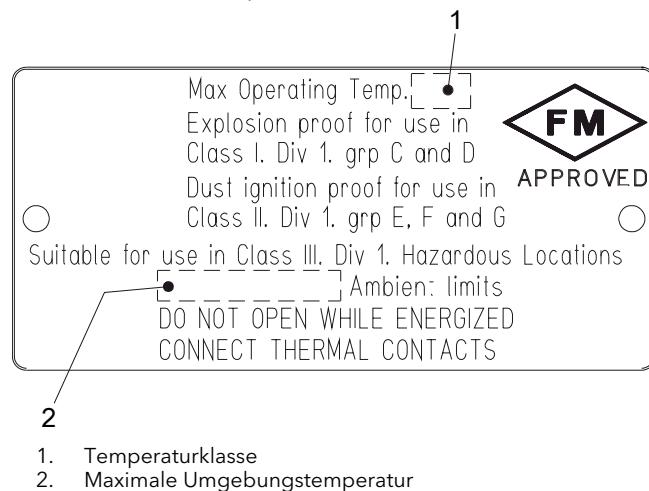 1
Max Operating Temp.
Explosion proof for use in
Class I. Div 1. grp C and D
Dust ignition proof for use in
Class II. Div 1. grp E, F and G
FM
APPROVED
Suitable for use in Class III. Div 1. Hazardous Locations
Ambien: limits
DO NOT OPEN WHILE ENERGIZED
CONNECT THERMAL CONTACTS
2
1. Temperaturklasse
2. Maximale Umgebungstemperatur